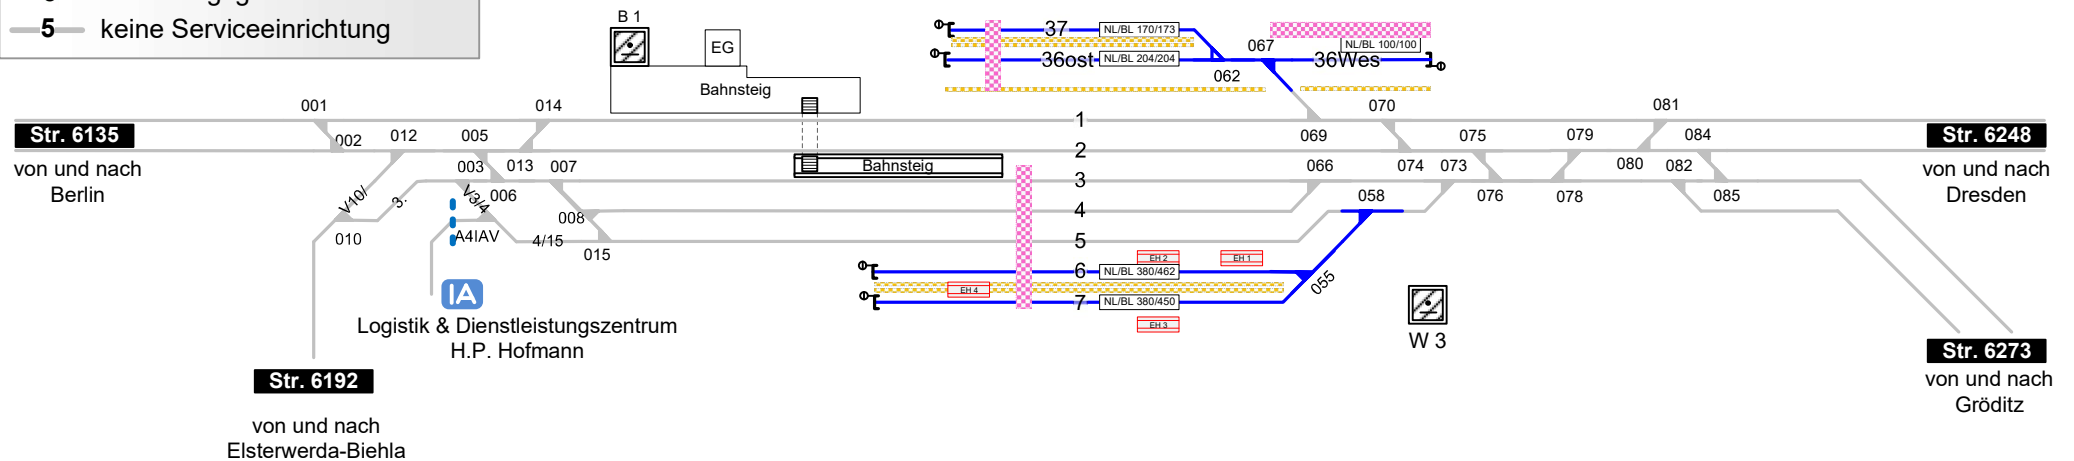 5 keine Serviceeinrichtung
B 1
EG
Bahnsteig
37 NL/BL 170/173
36ost NL/BL 204/204
062
067
NL/BL 100/100
36Wes
001
014
070
081
Str. 6135
1
Str. 6248
002
012
005
069
075
079
084
2
von und nach
Berlin
003
013
007
Bahnsteig
066
074
073
080
082
von und nach
Dresden
3
V10/
3.
V3/4
006
008
4
058
076
078
085
010
A4IAV
4/15
015
5
EH 2
EH 1
6 NL/BL 380/462
EH 4
055
7 NL/BL 380/450
EH 3
IA
Logistik & Dienstleistungszentrum
H.P. Hofmann
W 3
Str. 6273
von und nach
Gröditz
Str. 6192
von und nach
Elsterwerda-Biehla